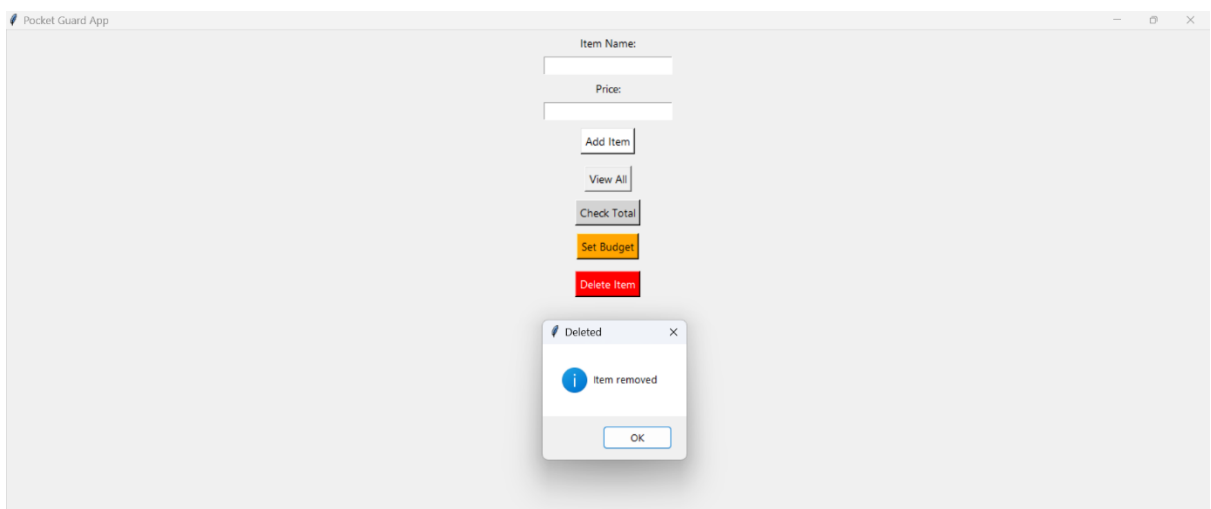 Pocket Guard App
Item Name:
Price:
Add Item
View All
Check Total
Set Budget
Delete Item
Deleted
Item removed
OK